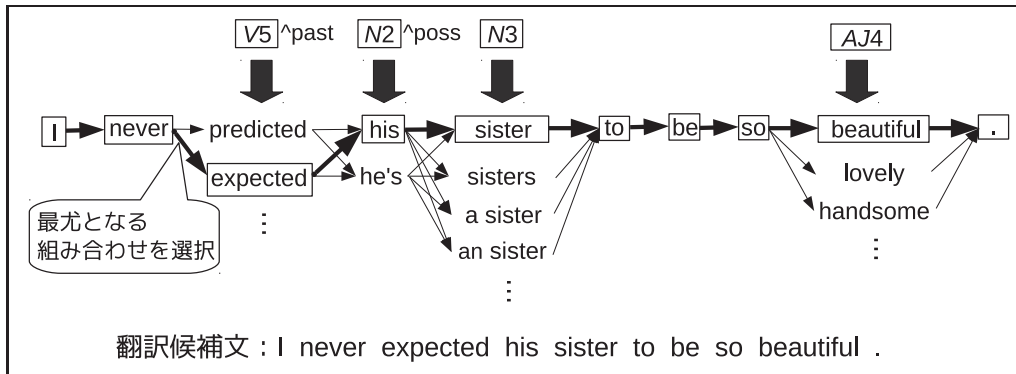 V5 ^past N2 ^poss N3 AJ4
I never predicted his sister to be so beautiful .
expected he's sisters lovely
a sister handsome
an sister
最尤となる
組み合わせを選択
⋮ ⋮ ⋮
翻訳候補文 : I never expected his sister to be so beautiful .